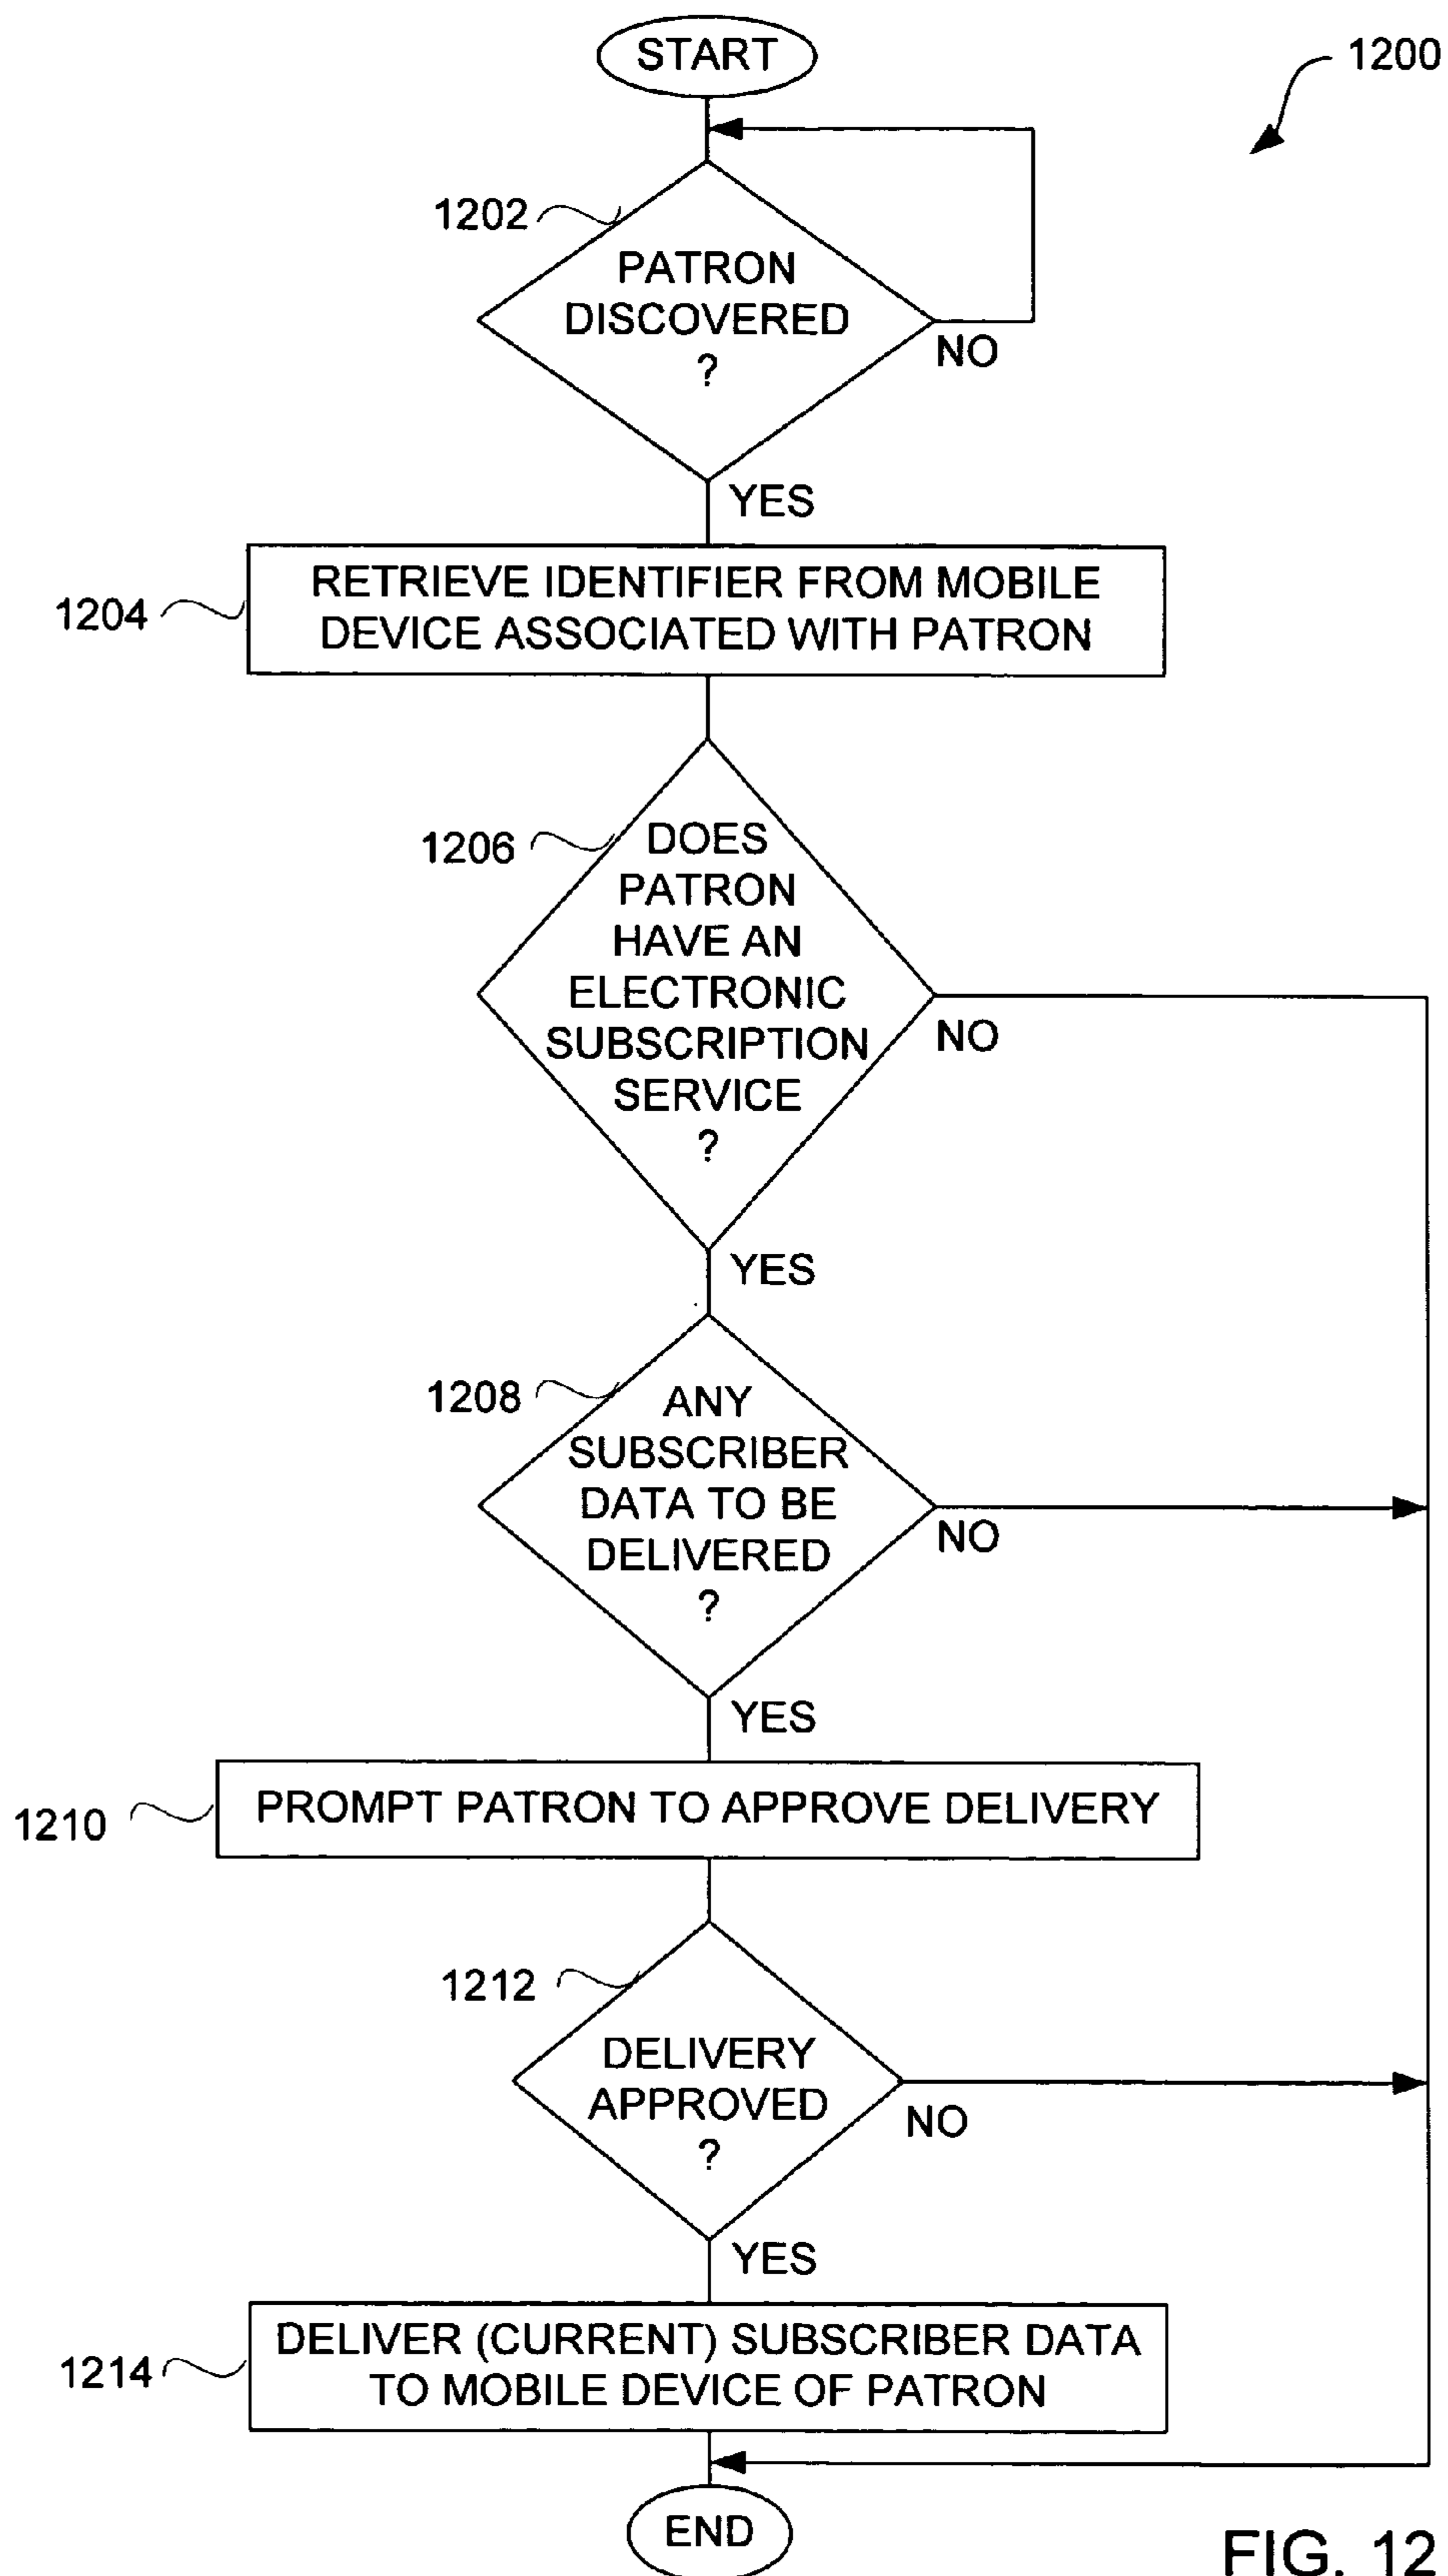 START
1200
1202
PATRON
DISCOVERED
?
NO
YES
1204
RETRIEVE IDENTIFIER FROM MOBILE
DEVICE ASSOCIATED WITH PATRON
1206
DOES
PATRON
HAVE AN
ELECTRONIC
SUBSCRIPTION
SERVICE
?
NO
YES
1208
ANY
SUBSCRIBER
DATA TO BE
DELIVERED
?
NO
YES
1210
PROMPT PATRON TO APPROVE DELIVERY
1212
DELIVERY
APPROVED
?
NO
YES
1214
DELIVER (CURRENT) SUBSCRIBER DATA
TO MOBILE DEVICE OF PATRON
END
FIG. 12